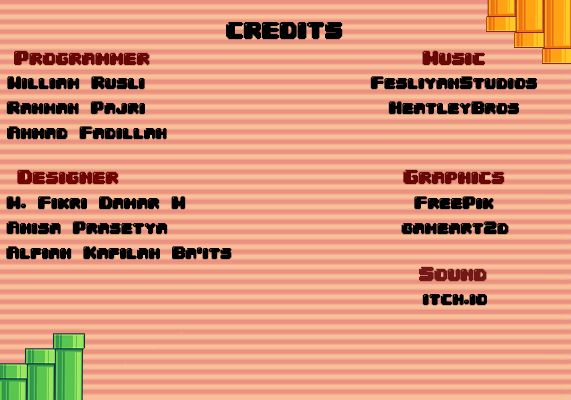 CREDITS
Programmer
William Rusli
Rahman Pajri
Ahmad Fadillah
Designer
M. Fikri Damar W
Anisa Prasetya
Alfian Kafilah Ba'its
Music
FesliyanStudios
HeatleyBros
Graphics
FreePik
gameart2D
Sound
itch.io